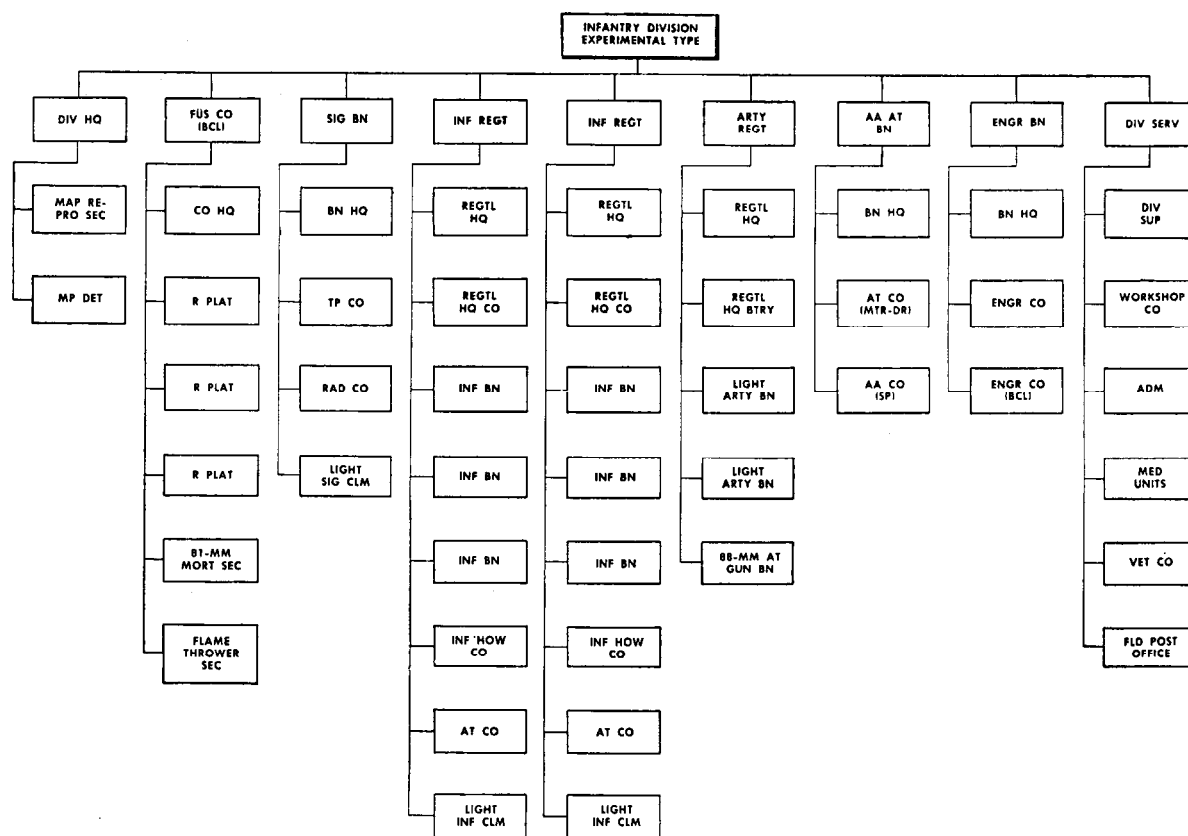 INFANTRY DIVISION
EXPERIMENTAL TYPE
DIV HQ
MAP RE-
PRO SEC
MP DET
FÜS CO
(BCL)
CO HQ
R PLAT
R PLAT
R PLAT
81-MM
MORT SEC
FLAME
THROWER
SEC
SIG BN
BN HQ
TP CO
RAD CO
LIGHT
SIG CLM
INF REGT
REGTL
HQ
REGTL
HQ CO
INF BN
INF BN
INF BN
INF HOW
CO
AT CO
LIGHT
INF CLM
INF REGT
REGTL
HQ
REGTL
HQ CO
INF BN
INF BN
INF BN
INF HOW
CO
AT CO
LIGHT
INF CLM
ARTY
REGT
REGTL
HQ
REGTL
HQ BTRY
LIGHT
ARTY BN
LIGHT
ARTY BN
88-MM AT
GUN BN
AA AT
BN
BN HQ
AT CO
(MTR-DR)
AA CO
(SP)
ENGR BN
BN HQ
ENGR CO
ENGR CO
(BCL)
DIV SERV
DIV
SUP
WORKSHOP
CO
ADM
MED
UNITS
VET CO
FLD POST
OFFICE